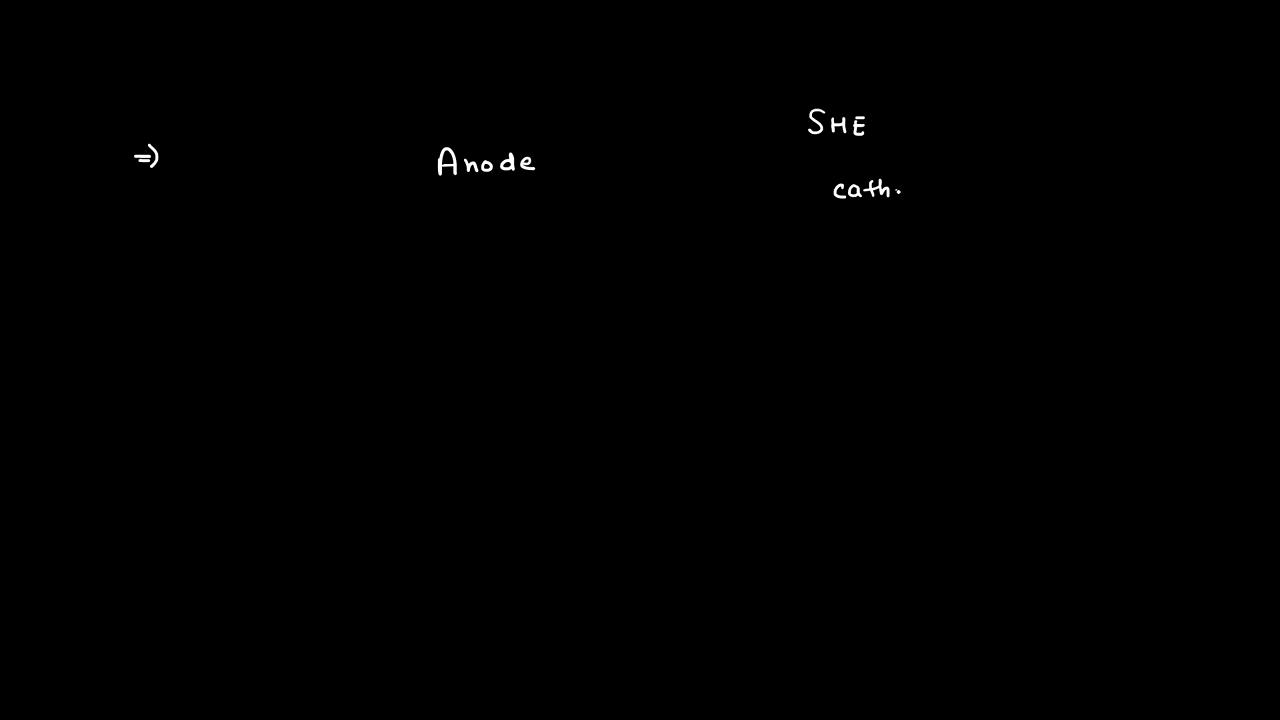 SHE
⇒ Anode
cath.